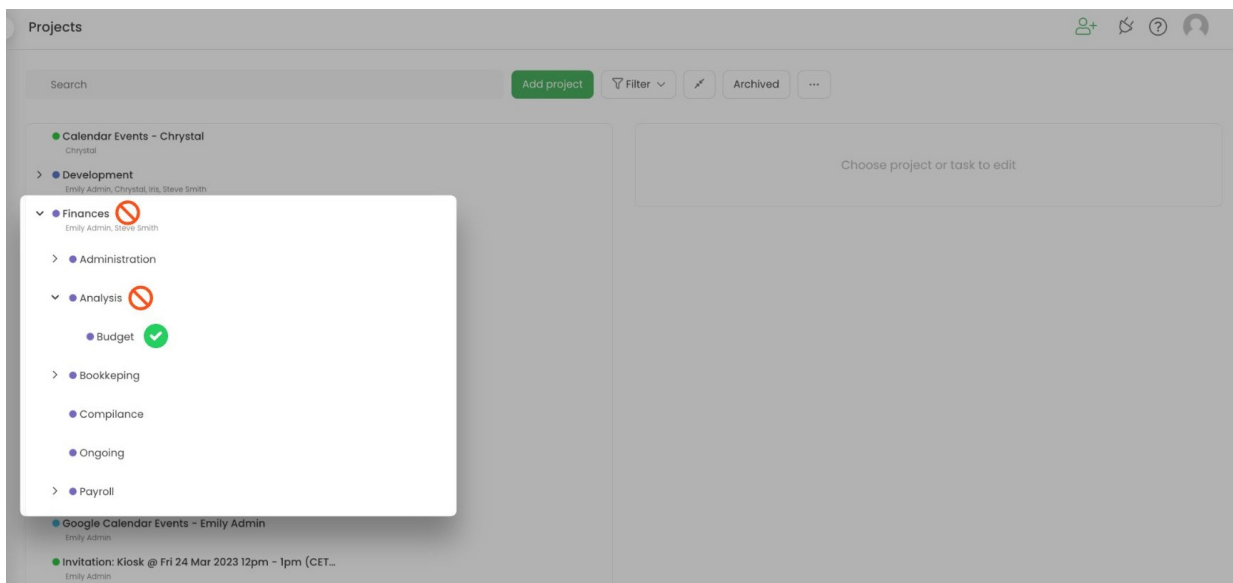 Projects
Search
Add project
Filter
Archived
...
Calendar Events - Chrystal
Chrystal
Development
Emily Admin, Chrystal, Iris, Steve Smith
Choose project or task to edit
Finances
Emily Admin, Steve Smith
Administration
Analysis
Budget
Bookkeping
Compilance
Ongoing
Payroll
Google Calendar Events - Emily Admin
Emily Admin
Invitation: Kiosk @ Fri 24 Mar 2023 12pm - 1pm (CET...
Emily Admin